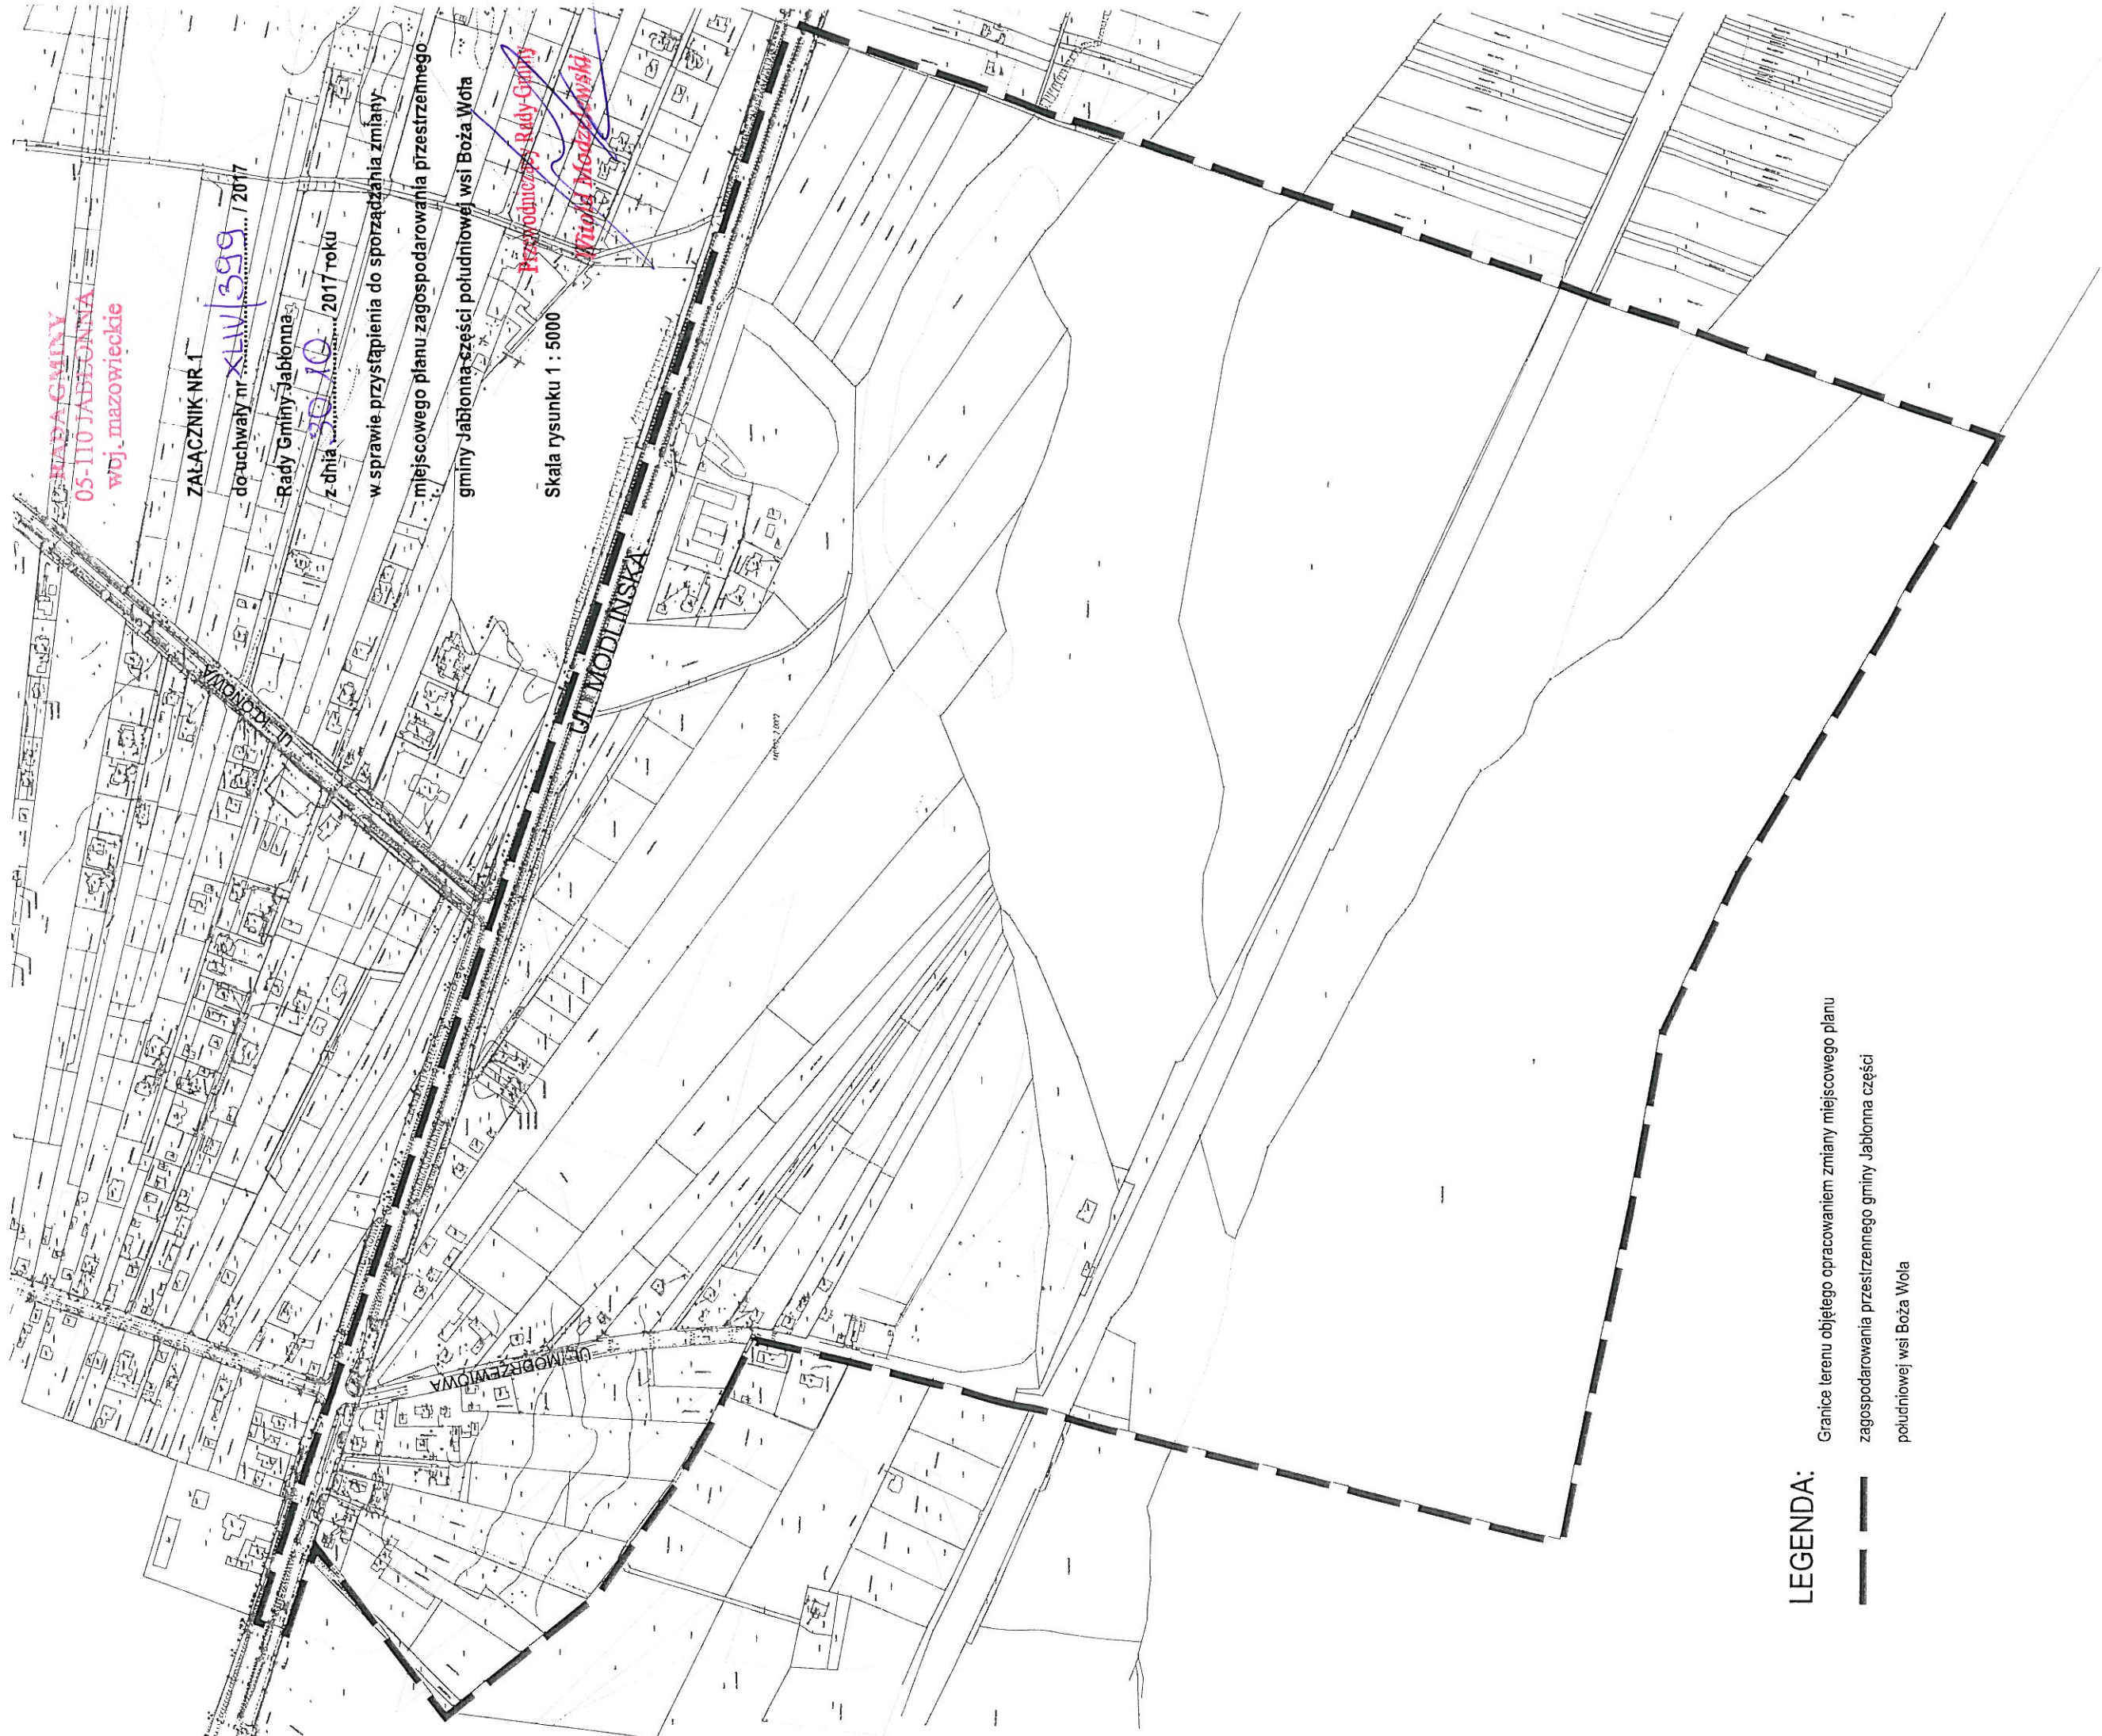 RADA GMINY
05-110 JABŁONNA
woj. mazowieckie
ZAŁĄCZNIK NR 1
do uchwały nr XLIV/399 / 2017
Rady Gminy Jabłonna
z dnia 30.10 2017 roku
w sprawie przystąpienia do sporządzania zmiany
miejscowego planu zagospodarowania przestrzennego
gminy Jabłonna części południowej wsi Boża Wola
Przewodniczący Rady Gminy
Witold Modzelewski
Skala rysunku 1 : 5000
UL. KLONOWA
UL. MODLIŃSKA
UL. MODRZEWIOWA
LEGENDA:
Granice terenu objętego opracowaniem zmiany miejscowego planu
zagospodarowania przestrzennego gminy Jabłonna części
południowej wsi Boża Wola